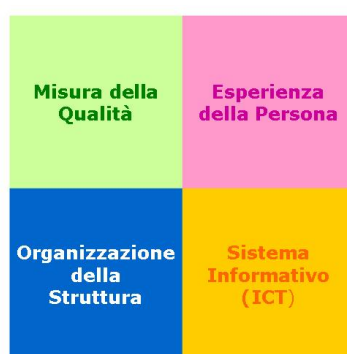 Misura della
Qualità
Esperienza
della Persona
Organizzazione
della
Struttura
Sistema
Informativo
(ICT)